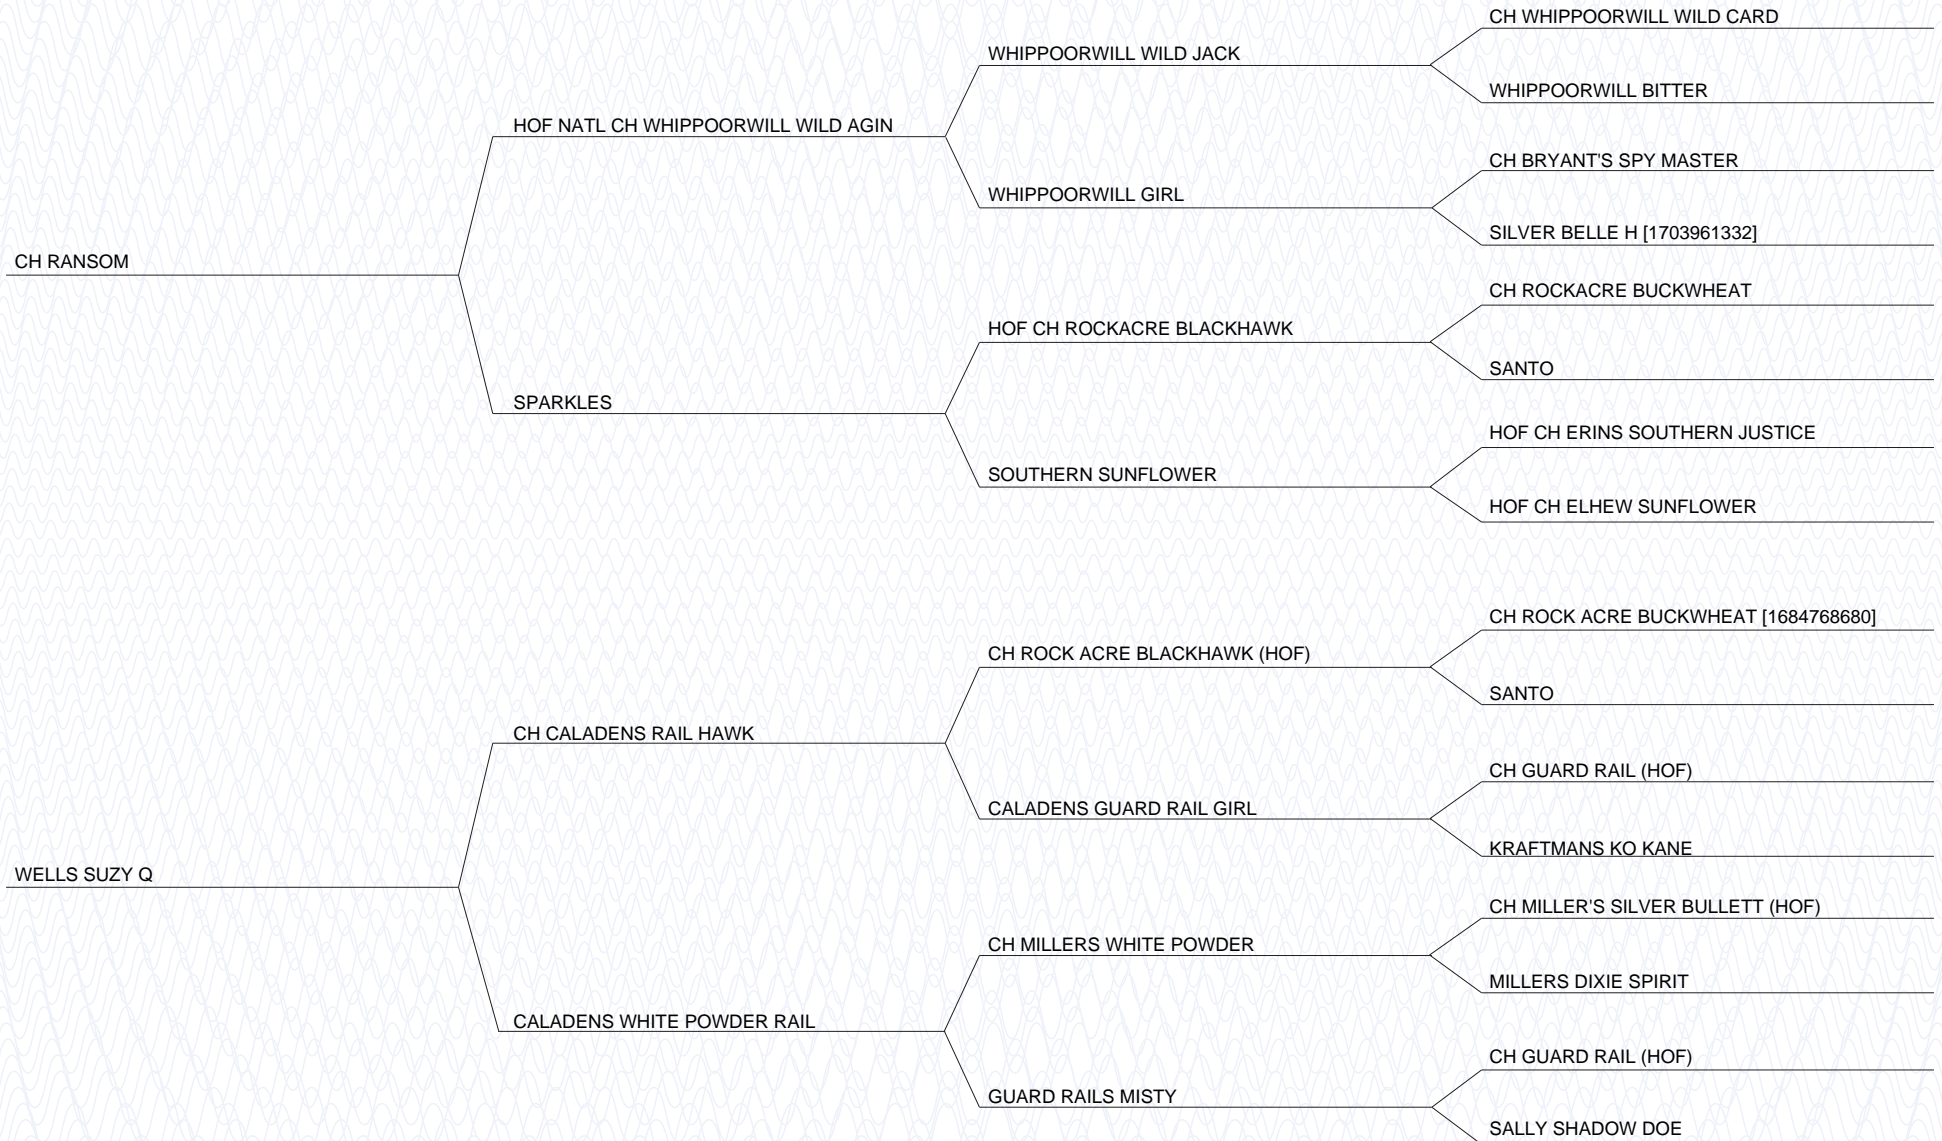 CH WHIPPOORWILL WILD CARD
WHIPPOORWILL WILD JACK
WHIPPOORWILL BITTER
HOF NATL CH WHIPPOORWILL WILD AGIN
CH BRYANT'S SPY MASTER
WHIPPOORWILL GIRL
SILVER BELLE H [1703961332]
CH RANSOM
CH ROCKACRE BUCKWHEAT
HOF CH ROCKACRE BLACKHAWK
SANTO
SPARKLES
HOF CH ERINS SOUTHERN JUSTICE
SOUTHERN SUNFLOWER
HOF CH ELHEW SUNFLOWER
CH ROCK ACRE BUCKWHEAT [1684768680]
CH ROCK ACRE BLACKHAWK (HOF)
SANTO
CH CALADENS RAIL HAWK
CH GUARD RAIL (HOF)
CALADENS GUARD RAIL GIRL
KRAFTMANS KO KANE
WELLS SUZY Q
CH MILLER'S SILVER BULLETT (HOF)
CH MILLERS WHITE POWDER
MILLERS DIXIE SPIRIT
CALADENS WHITE POWDER RAIL
CH GUARD RAIL (HOF)
GUARD RAILS MISTY
SALLY SHADOW DOE